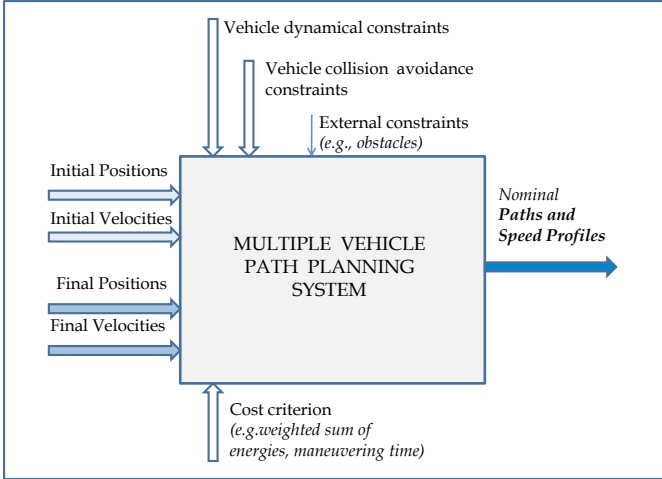 Vehicle dynamical constraints
Vehicle collision avoidance
constraints
External constraints
(e.g., obstacles)
Initial Positions
Initial Velocities
Final Positions
Final Velocities
MULTIPLE VEHICLE
PATH PLANNING
SYSTEM
Nominal
Paths and
Speed Profiles
Cost criterion
(e.g.weighted sum of
energies, maneuvering time)